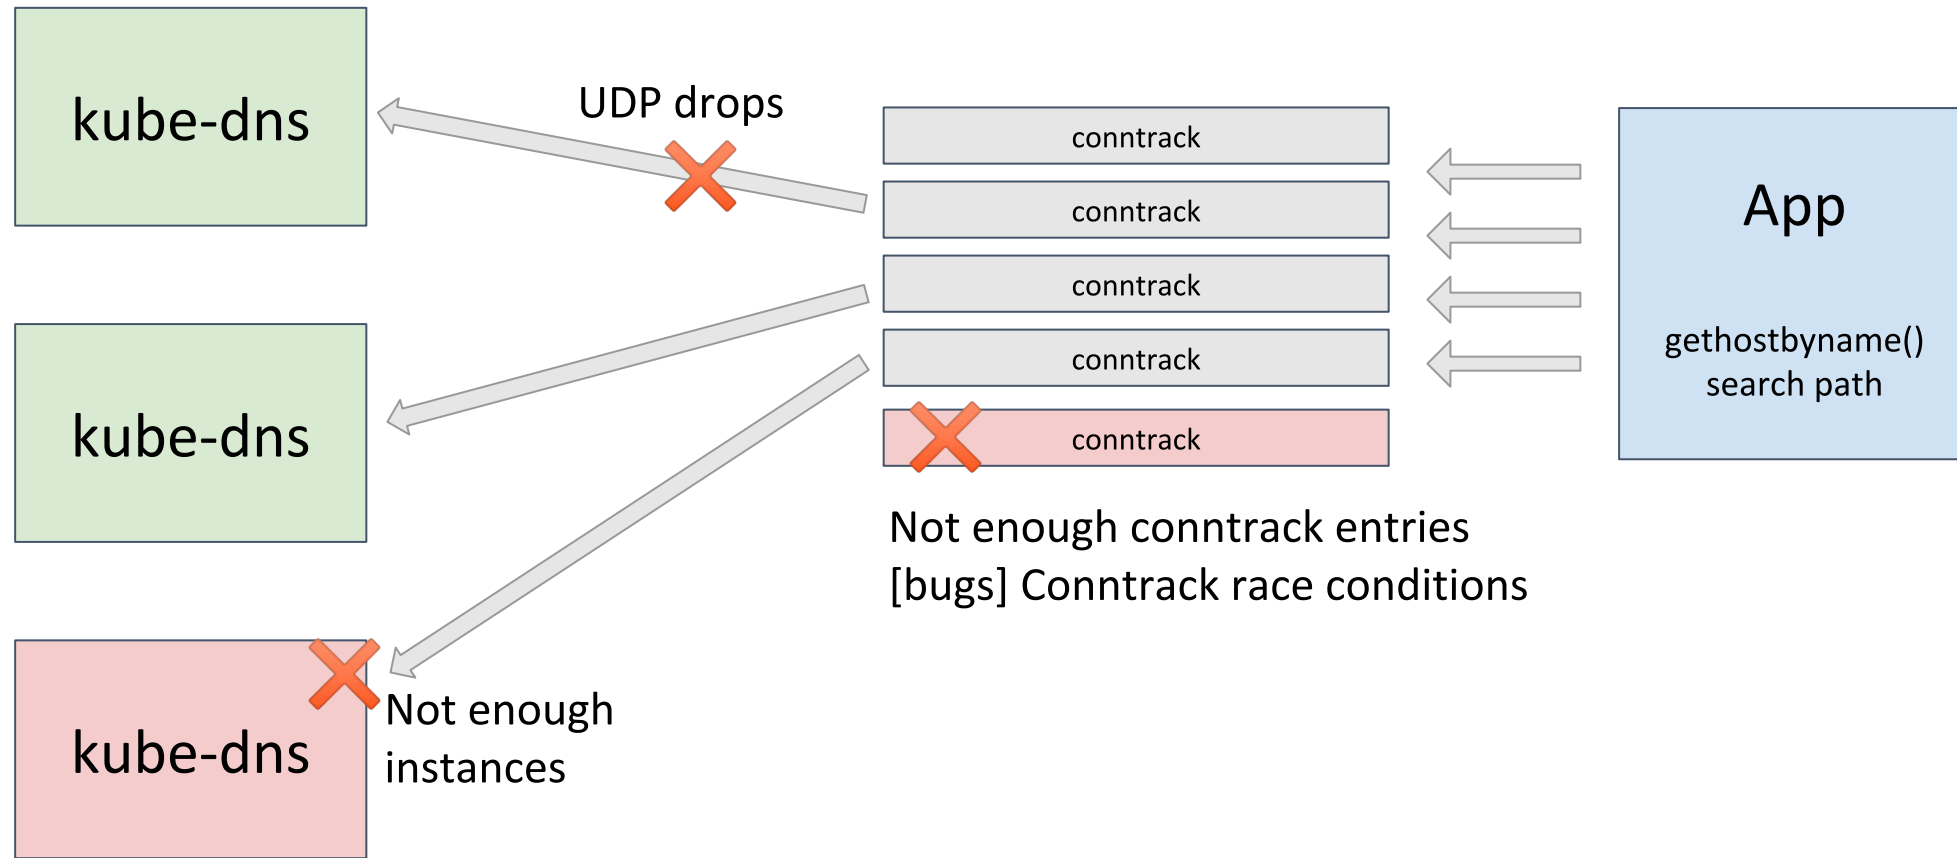 kube-dns
UDP drops
conntrack
conntrack
conntrack
conntrack
conntrack
App
gethostbyname()
search path
kube-dns
Not enough conntrack entries
[bugs] Conntrack race conditions
kube-dns
Not enough
instances